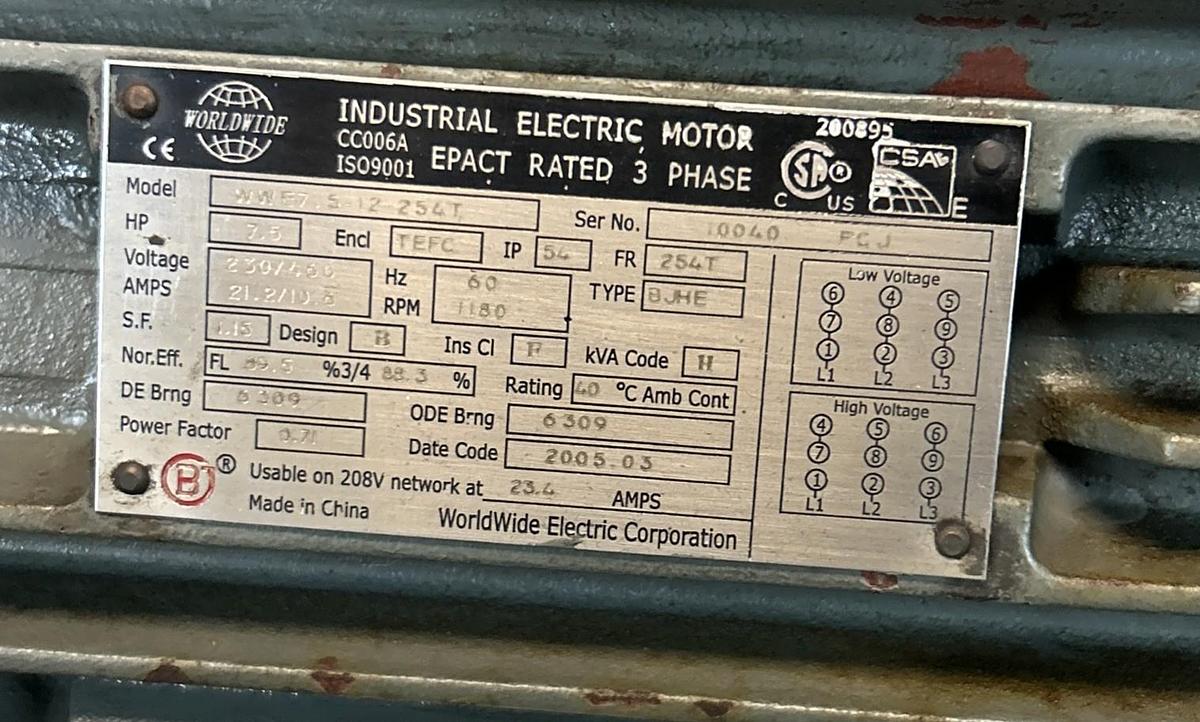 WORLDWIDE
CE
INDUSTRIAL ELECTRIC MOTOR
CC006A
ISO9001 EPACT RATED 3 PHASE
200895
CSA® CSA
C US E
Model WWE7.5-12-254T Ser No. 10040 PCJ
HP 7.5 Encl TEFC IP 54 FR 254T
Voltage 230/460 Hz 60
AMPS 21.2/10.6 RPM 1180 TYPE BJHE
S.F. 1.15 Design B Ins Cl F kVA Code H
Nor.Eff. FL 89.5 %3/4 88.3 % Rating 40 °C Amb Cont
DE Brng 6309 ODE Brng 6309
Power Factor Date Code 2005.03
B ® Usable on 208V network at 23.4 AMPS
Made in China WorldWide Electric Corporation
Low Voltage
6 4 5
7 8 9
1 2 3
L1 L2 L3
High Voltage
4 5 6
7 8 9
1 2 3
L1 L2 L3